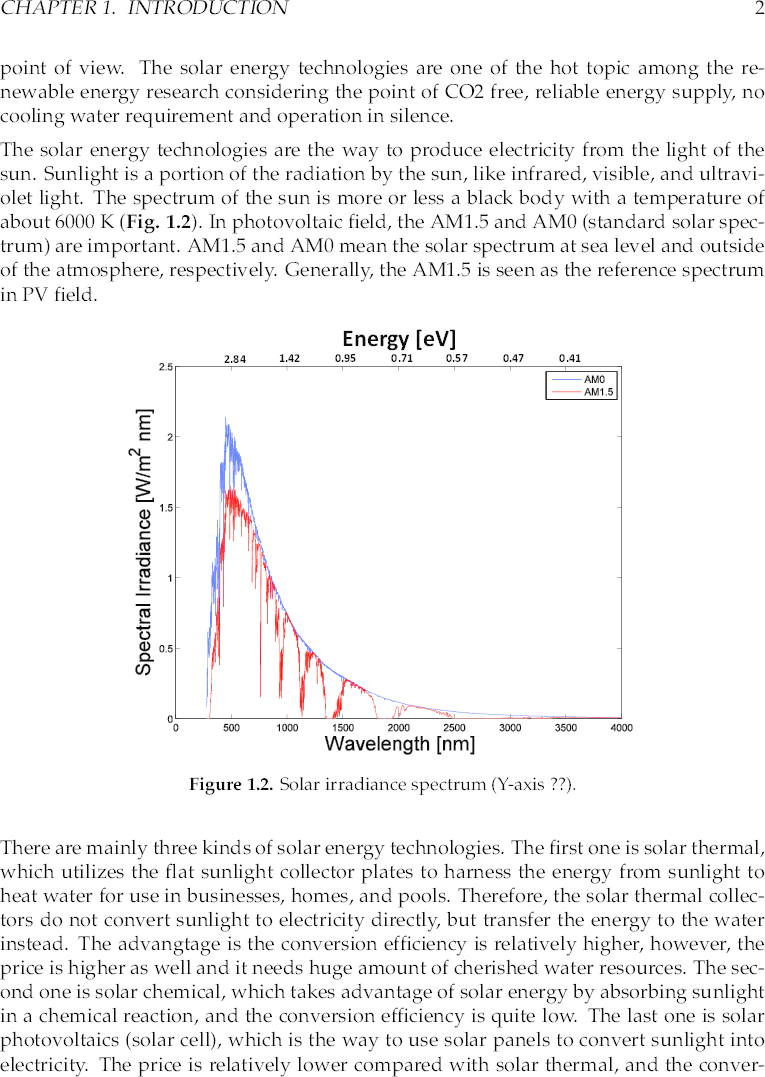 CHAPTER 1. INTRODUCTION 2
point of view. The solar energy technologies are one of the hot topic among the re-
newable energy research considering the point of CO2 free, reliable energy supply, no
cooling water requirement and operation in silence.
The solar energy technologies are the way to produce electricity from the light of the
sun. Sunlight is a portion of the radiation by the sun, like infrared, visible, and ultravi-
olet light. The spectrum of the sun is more or less a black body with a temperature of
about 6000 K (Fig. 1.2). In photovoltaic field, the AM1.5 and AM0 (standard solar spec-
trum) are important. AM1.5 and AM0 mean the solar spectrum at sea level and outside
of the atmosphere, respectively. Generally, the AM1.5 is seen as the reference spectrum
in PV field.
Energy [eV]
2.84 1.42 0.95 0.71 0.57 0.47 0.41
2.5
AM0
AM1.5
2
1.5
1
0.5
0
Spectral Irradiance [W/m² nm]
0 500 1000 1500 2000 2500 3000 3500 4000
Wavelength [nm]
Figure 1.2. Solar irradiance spectrum (Y-axis ??).
There are mainly three kinds of solar energy technologies. The first one is solar thermal,
which utilizes the flat sunlight collector plates to harness the energy from sunlight to
heat water for use in businesses, homes, and pools. Therefore, the solar thermal collec-
tors do not convert sunlight to electricity directly, but transfer the energy to the water
instead. The advangtage is the conversion efficiency is relatively higher, however, the
price is higher as well and it needs huge amount of cherished water resources. The sec-
ond one is solar chemical, which takes advantage of solar energy by absorbing sunlight
in a chemical reaction, and the conversion efficiency is quite low. The last one is solar
photovoltaics (solar cell), which is the way to use solar panels to convert sunlight into
electricity. The price is relatively lower compared with solar thermal, and the conver-